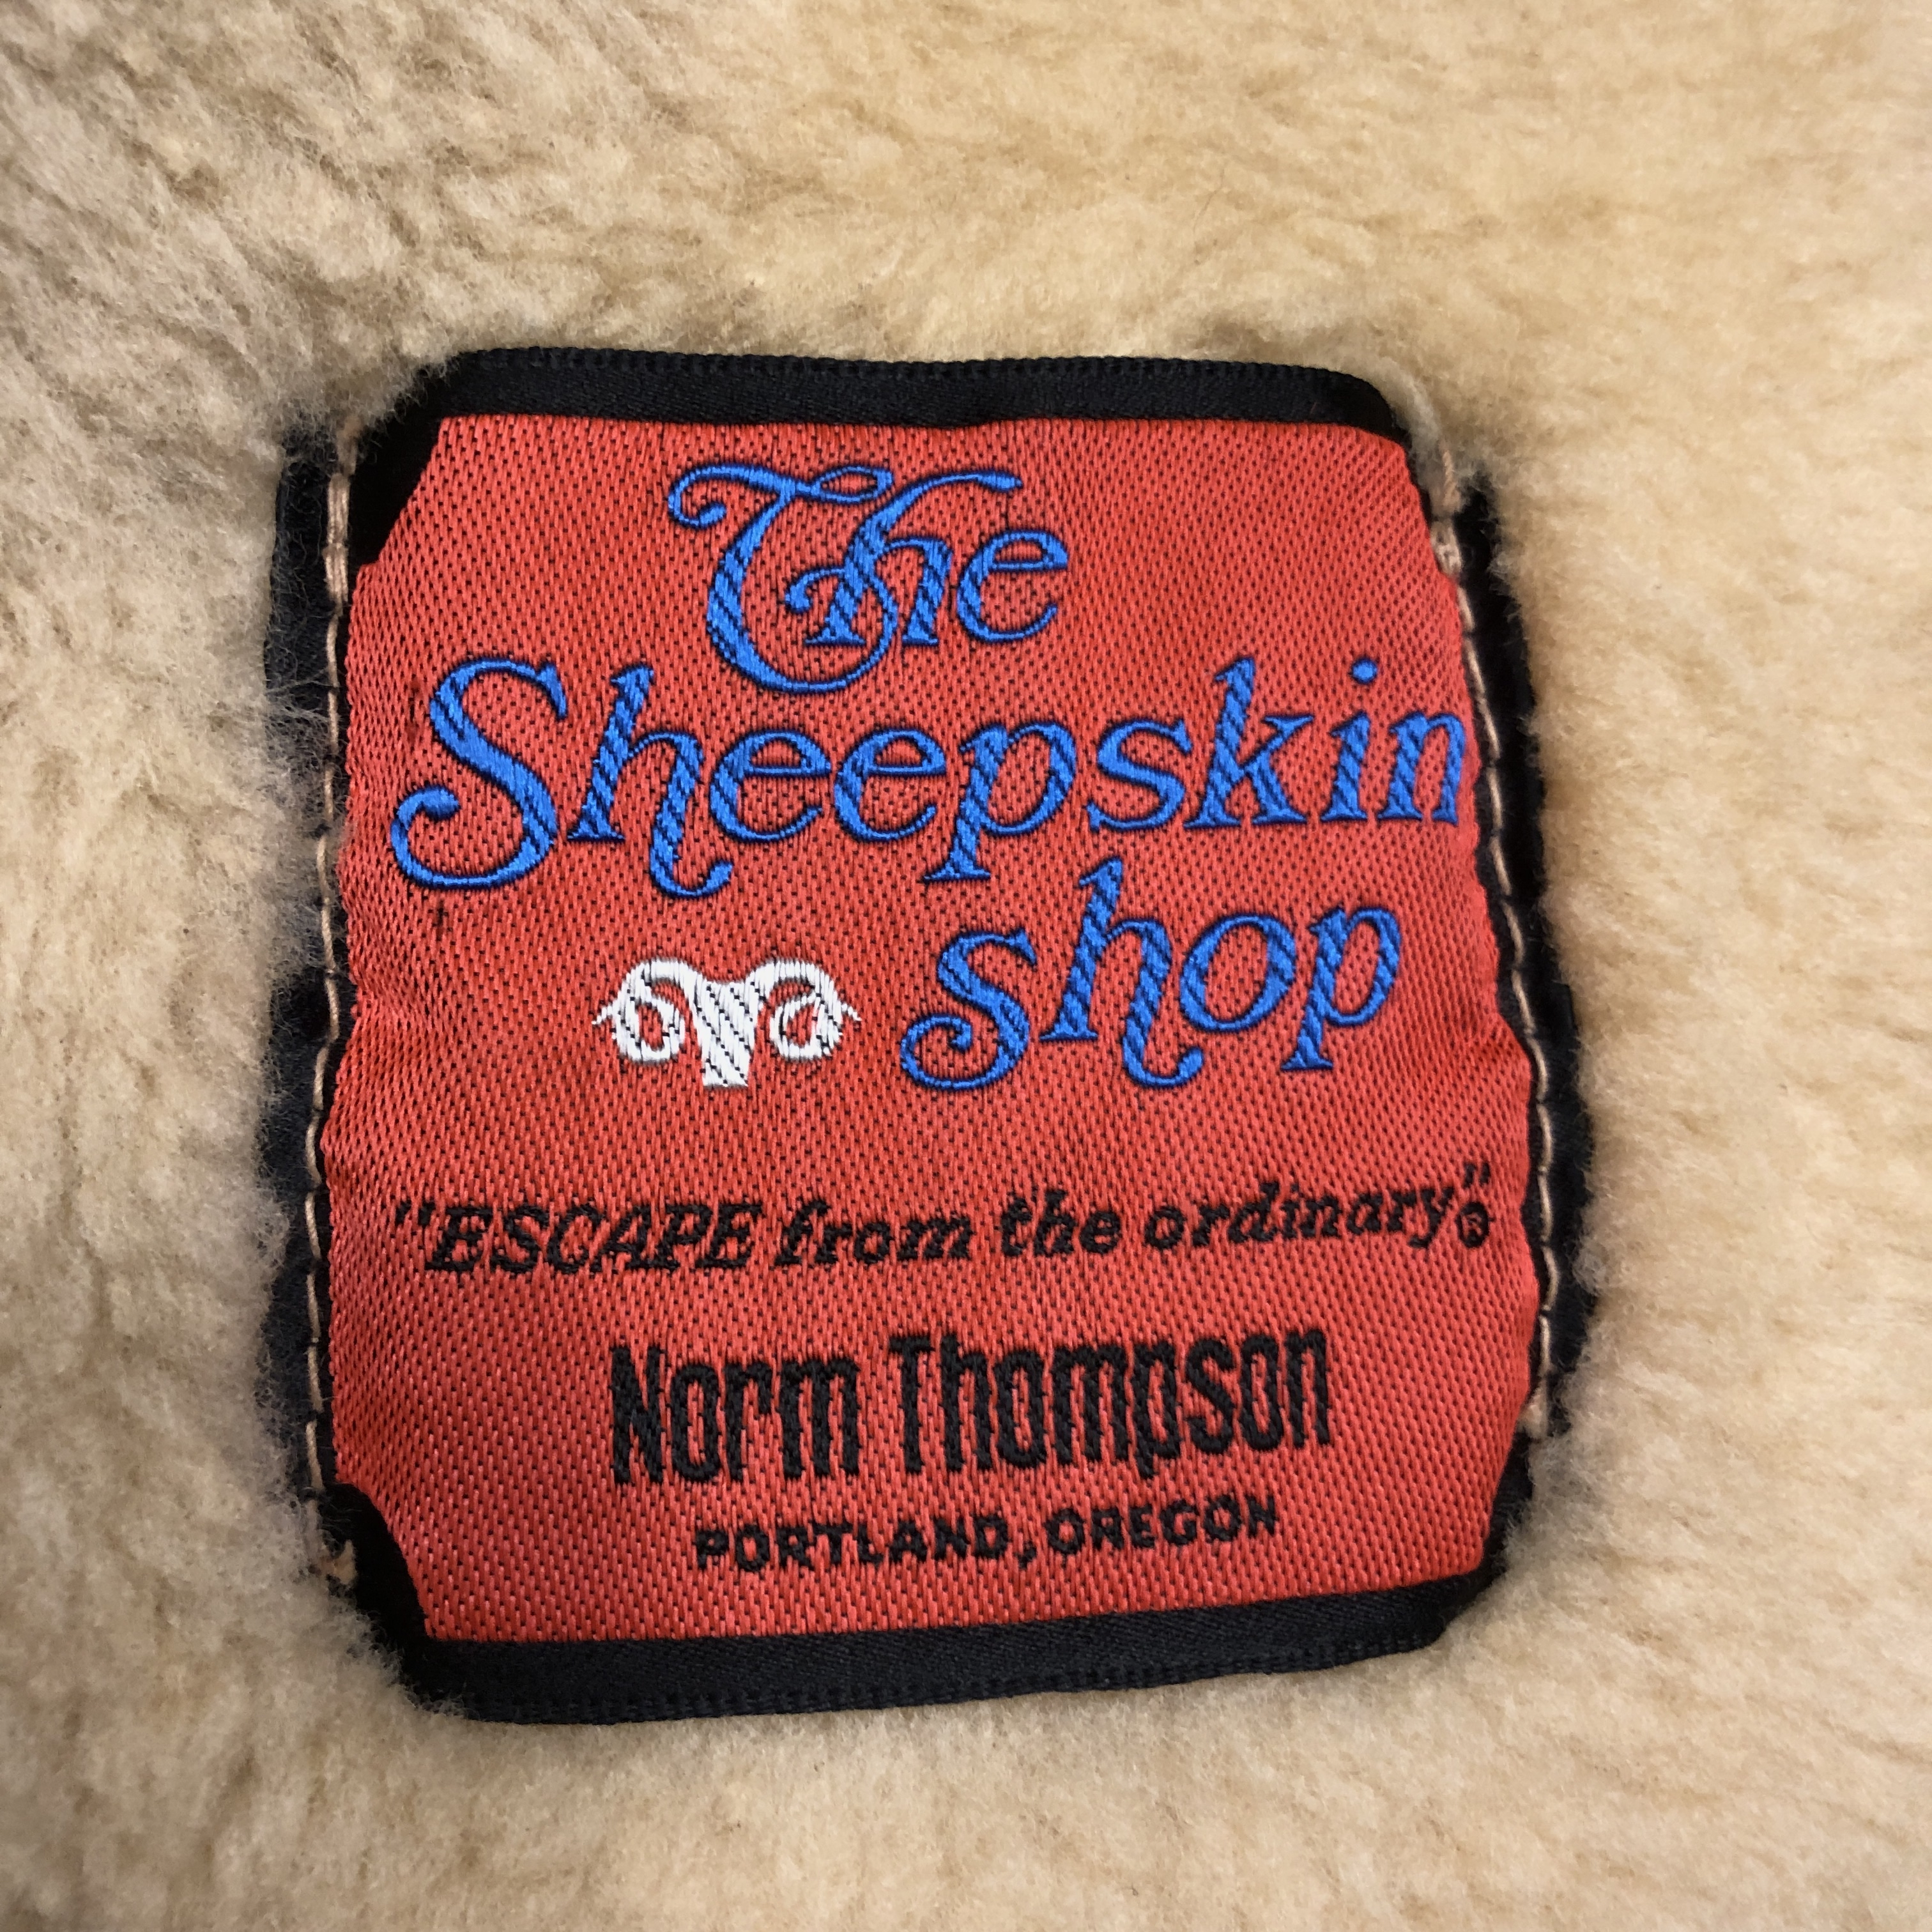 The
Sheepskin
shop
"ESCAPE from the ordinary"®
Norm Thompson
PORTLAND, OREGON